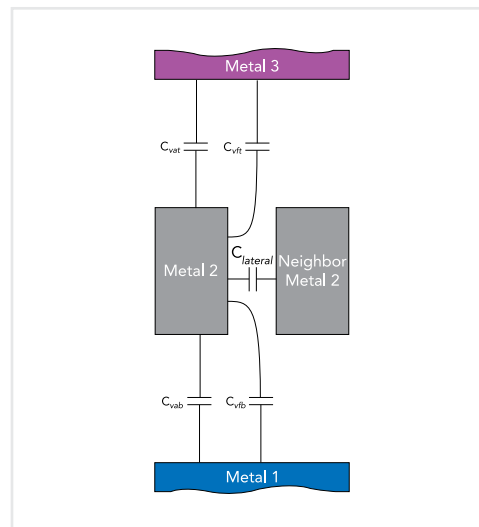 Metal 3
Cvat
Cvft
Clateral
Metal 2
Neighbor
Metal 2
Cvab
Cvfb
Metal 1